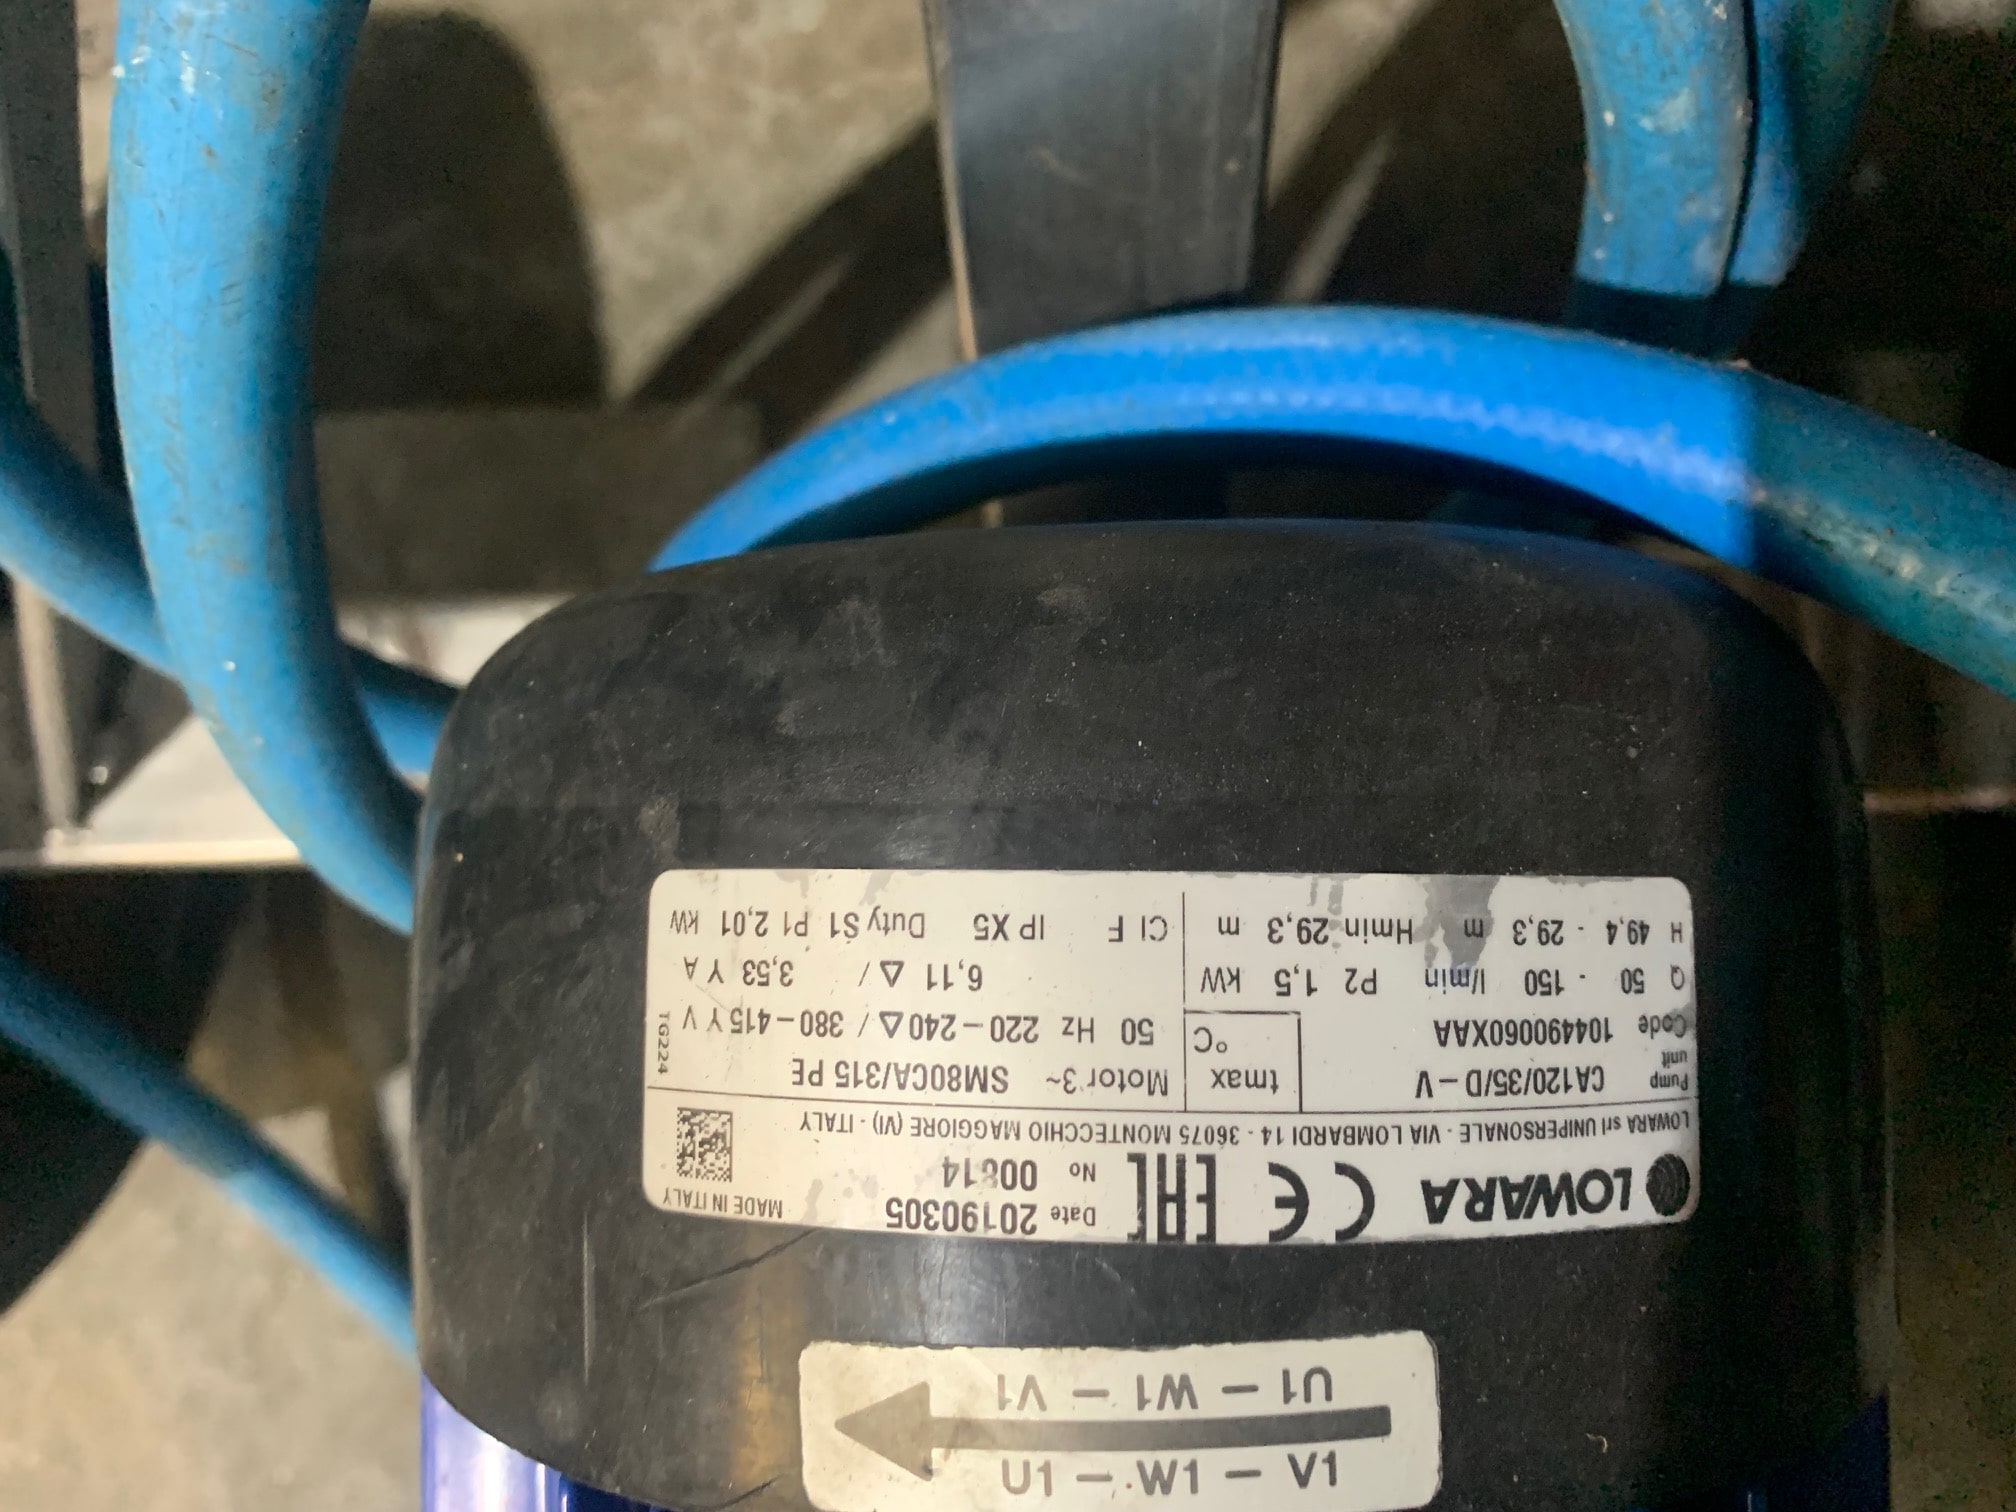 V1 – W1 – U1
U1 – W1 – V1
LOWARA CE EAC Date 20190305 MADE IN ITALY
No
LOWARA srl UNIPERSONALE - VIA LOMBARDI 14 - 36075 MONTECCHIO MAGGIORE (VI) - ITALY
Pump unit CA120/35/D–V tmax °C
Code 104490060XAA
Q 50 - 150 l/min P2 1,5 kW
H 49,4 - 29,3 m Hmin 29,3 m
Motor 3~ SM80CA/315 PE
50 Hz 220–240 Δ / 380–415 Y V
6,11 Δ / 3,53 Y A
Cl F IP X5 Duty S1 P1 2,01 kW
TG224